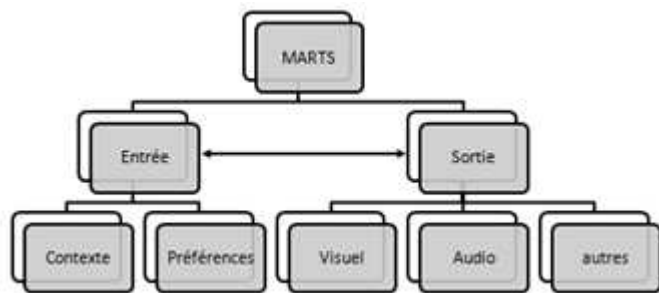 MARTS
Entrée
Sortie
Contexte
Préférences
Visuel
Audio
autres